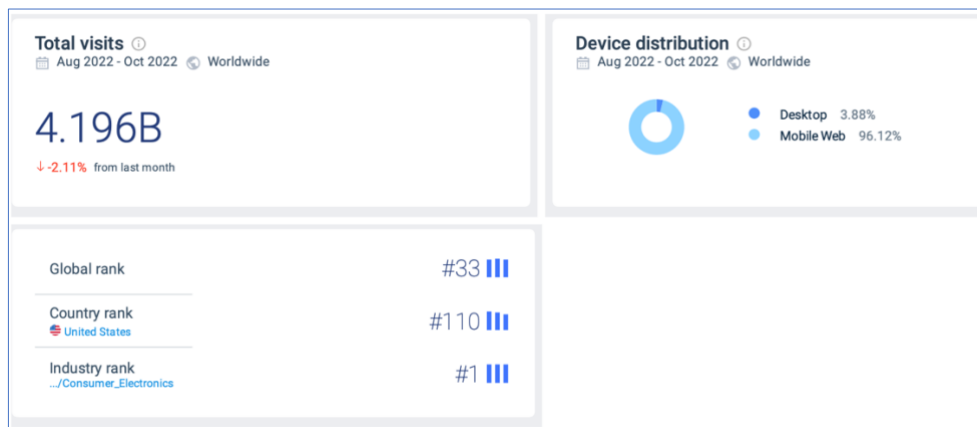 Total visits
Aug 2022 - Oct 2022 Worldwide
4.196B
↓ -2.11% from last month
Device distribution
Aug 2022 - Oct 2022 Worldwide
Desktop 3.88%
Mobile Web 96.12%
Global rank #33
Country rank #110
United States
Industry rank #1
.../Consumer_Electronics